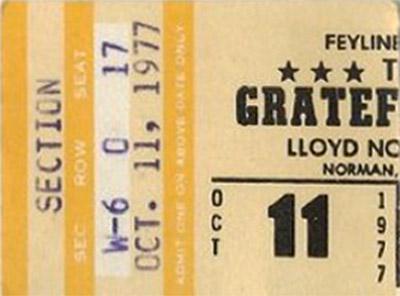 SECTION
SEC ROW SEAT
W-6 O 17
OCT. 11, 1977
ADMIT ONE ON ABOVE DATE ONLY
FEYLINE
★★★ T
GRATEF
LLOYD NO
NORMAN,
OCT 11 1977